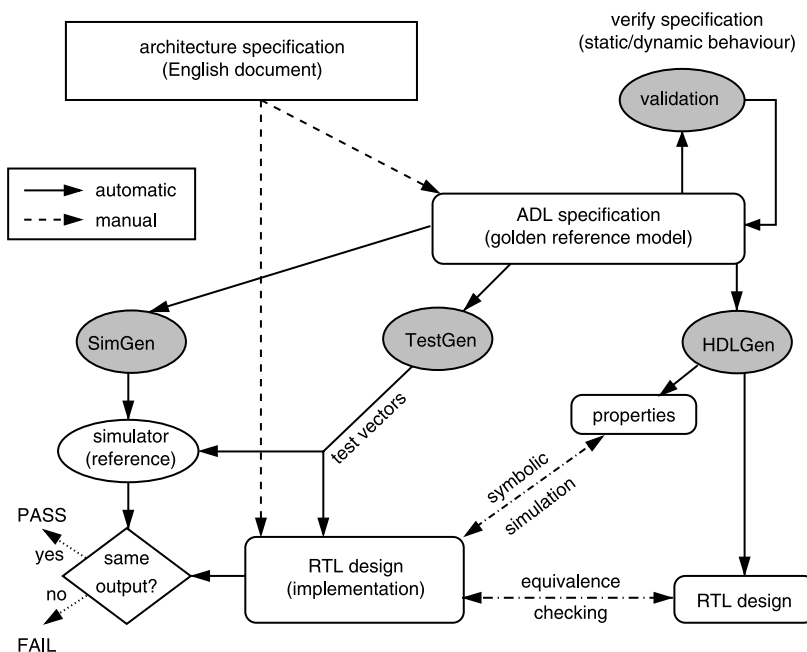 architecture specification
(English document)
verify specification
(static/dynamic behaviour)
validation
automatic
manual
ADL specification
(golden reference model)
SimGen
TestGen
HDLGen
test vectors
properties
simulator
(reference)
symbolic
simulation
PASS
yes
same
output?
no
FAIL
RTL design
(implementation)
equivalence
checking
RTL design